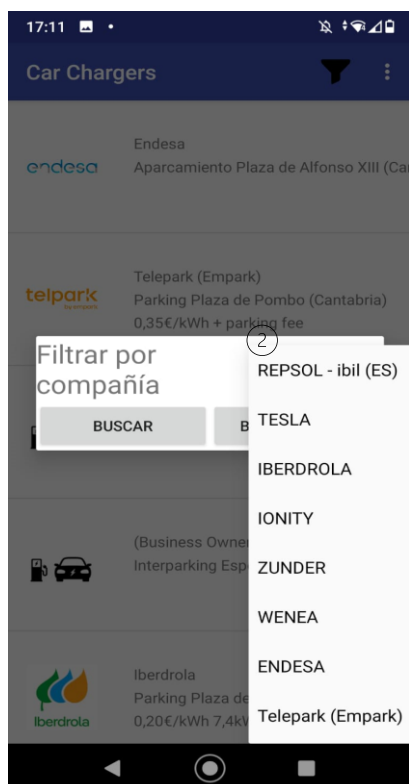 17:11
Car Chargers
Endesa
endesa
Aparcamiento Plaza de Alfonso XIII (Ca
Telepark (Empark)
telpark
by empark
Parking Plaza de Pombo (Cantabria)
0,35€/kWh + parking fee
2
Filtrar por
compañía
BUSCAR
B
REPSOL - ibil (ES)
TESLA
IBERDROLA
IONITY
ZUNDER
WENEA
ENDESA
Telepark (Empark)
(Business Owne
Interparking Esp
Iberdrola
Parking Plaza de
0,20€/kWh 7,4kV
Iberdrola